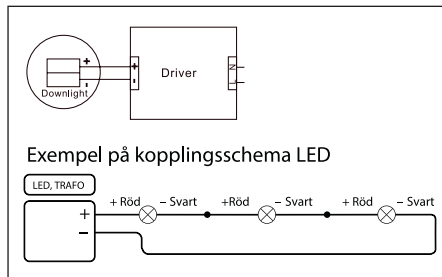 +
-
Downlight
+
-
Driver
N
L
Exempel på kopplingsschema LED
LED, TRAFO
+ Röd – Svart +Röd – Svart + Röd – Svart
+
–